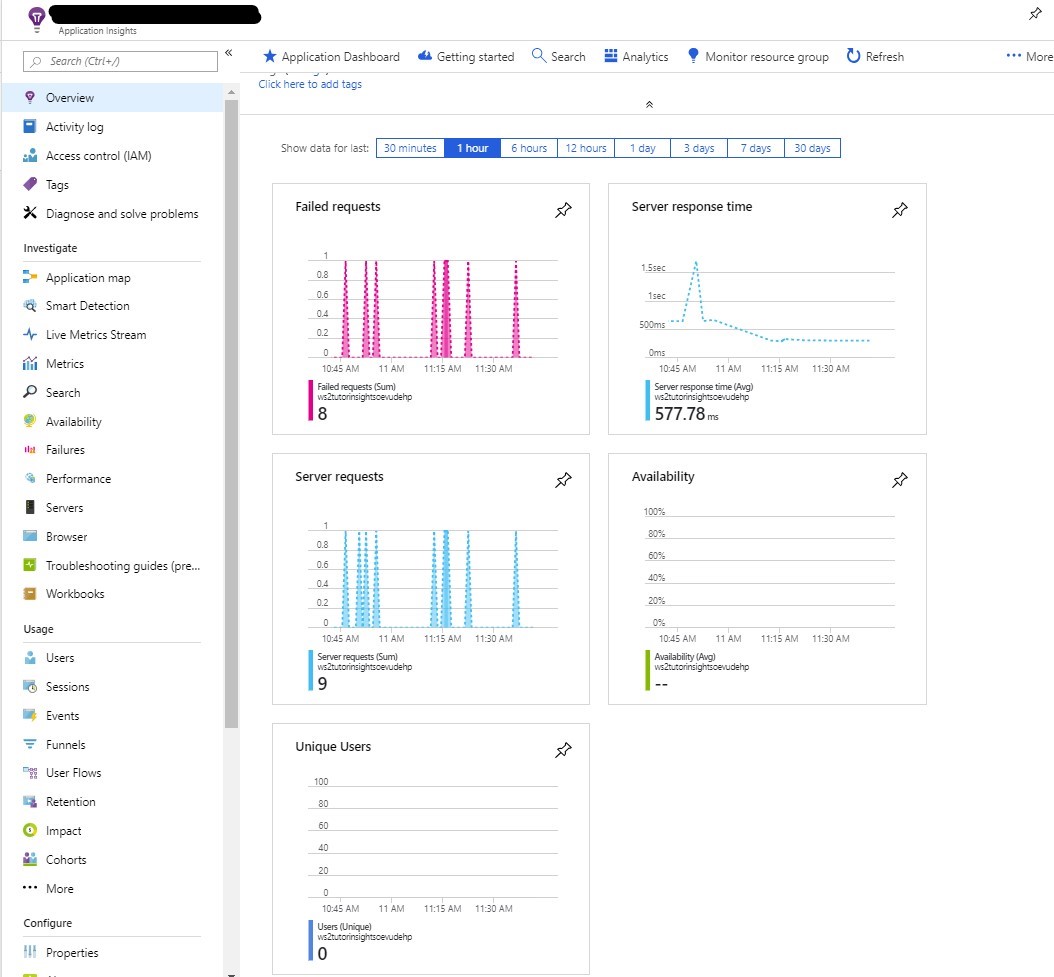 Application Insights
Search (Ctrl+/)
«
Application Dashboard
Getting started
Search
Analytics
Monitor resource group
Refresh
More
Click here to add tags
Overview
Activity log
Access control (IAM)
Tags
Diagnose and solve problems
Investigate
Application map
Smart Detection
Live Metrics Stream
Metrics
Search
Availability
Failures
Performance
Servers
Browser
Troubleshooting guides (pre...
Workbooks
Usage
Users
Sessions
Events
Funnels
User Flows
Retention
Impact
Cohorts
More
Configure
Properties
Show data for last:
30 minutes
1 hour
6 hours
12 hours
1 day
3 days
7 days
30 days
Failed requests
1
0.8
0.6
0.4
0.2
0
10:45 AM 11 AM 11:15 AM 11:30 AM
Failed requests (Sum)
ws2tutorinsightsoevudehp
8
Server response time
1.5sec
1sec
500ms
0ms
10:45 AM 11 AM 11:15 AM 11:30 AM
Server response time (Avg)
ws2tutorinsightsoevudehp
577.78 ms
Server requests
1
0.8
0.6
0.4
0.2
0
10:45 AM 11 AM 11:15 AM 11:30 AM
Server requests (Sum)
ws2tutorinsightsoevudehp
9
Availability
100%
80%
60%
40%
20%
0%
10:45 AM 11 AM 11:15 AM 11:30 AM
Availability (Avg)
ws2tutorinsightsoevudehp
--
Unique Users
100
80
60
40
20
0
10:45 AM 11 AM 11:15 AM 11:30 AM
Users (Unique)
ws2tutorinsightsoevudehp
0